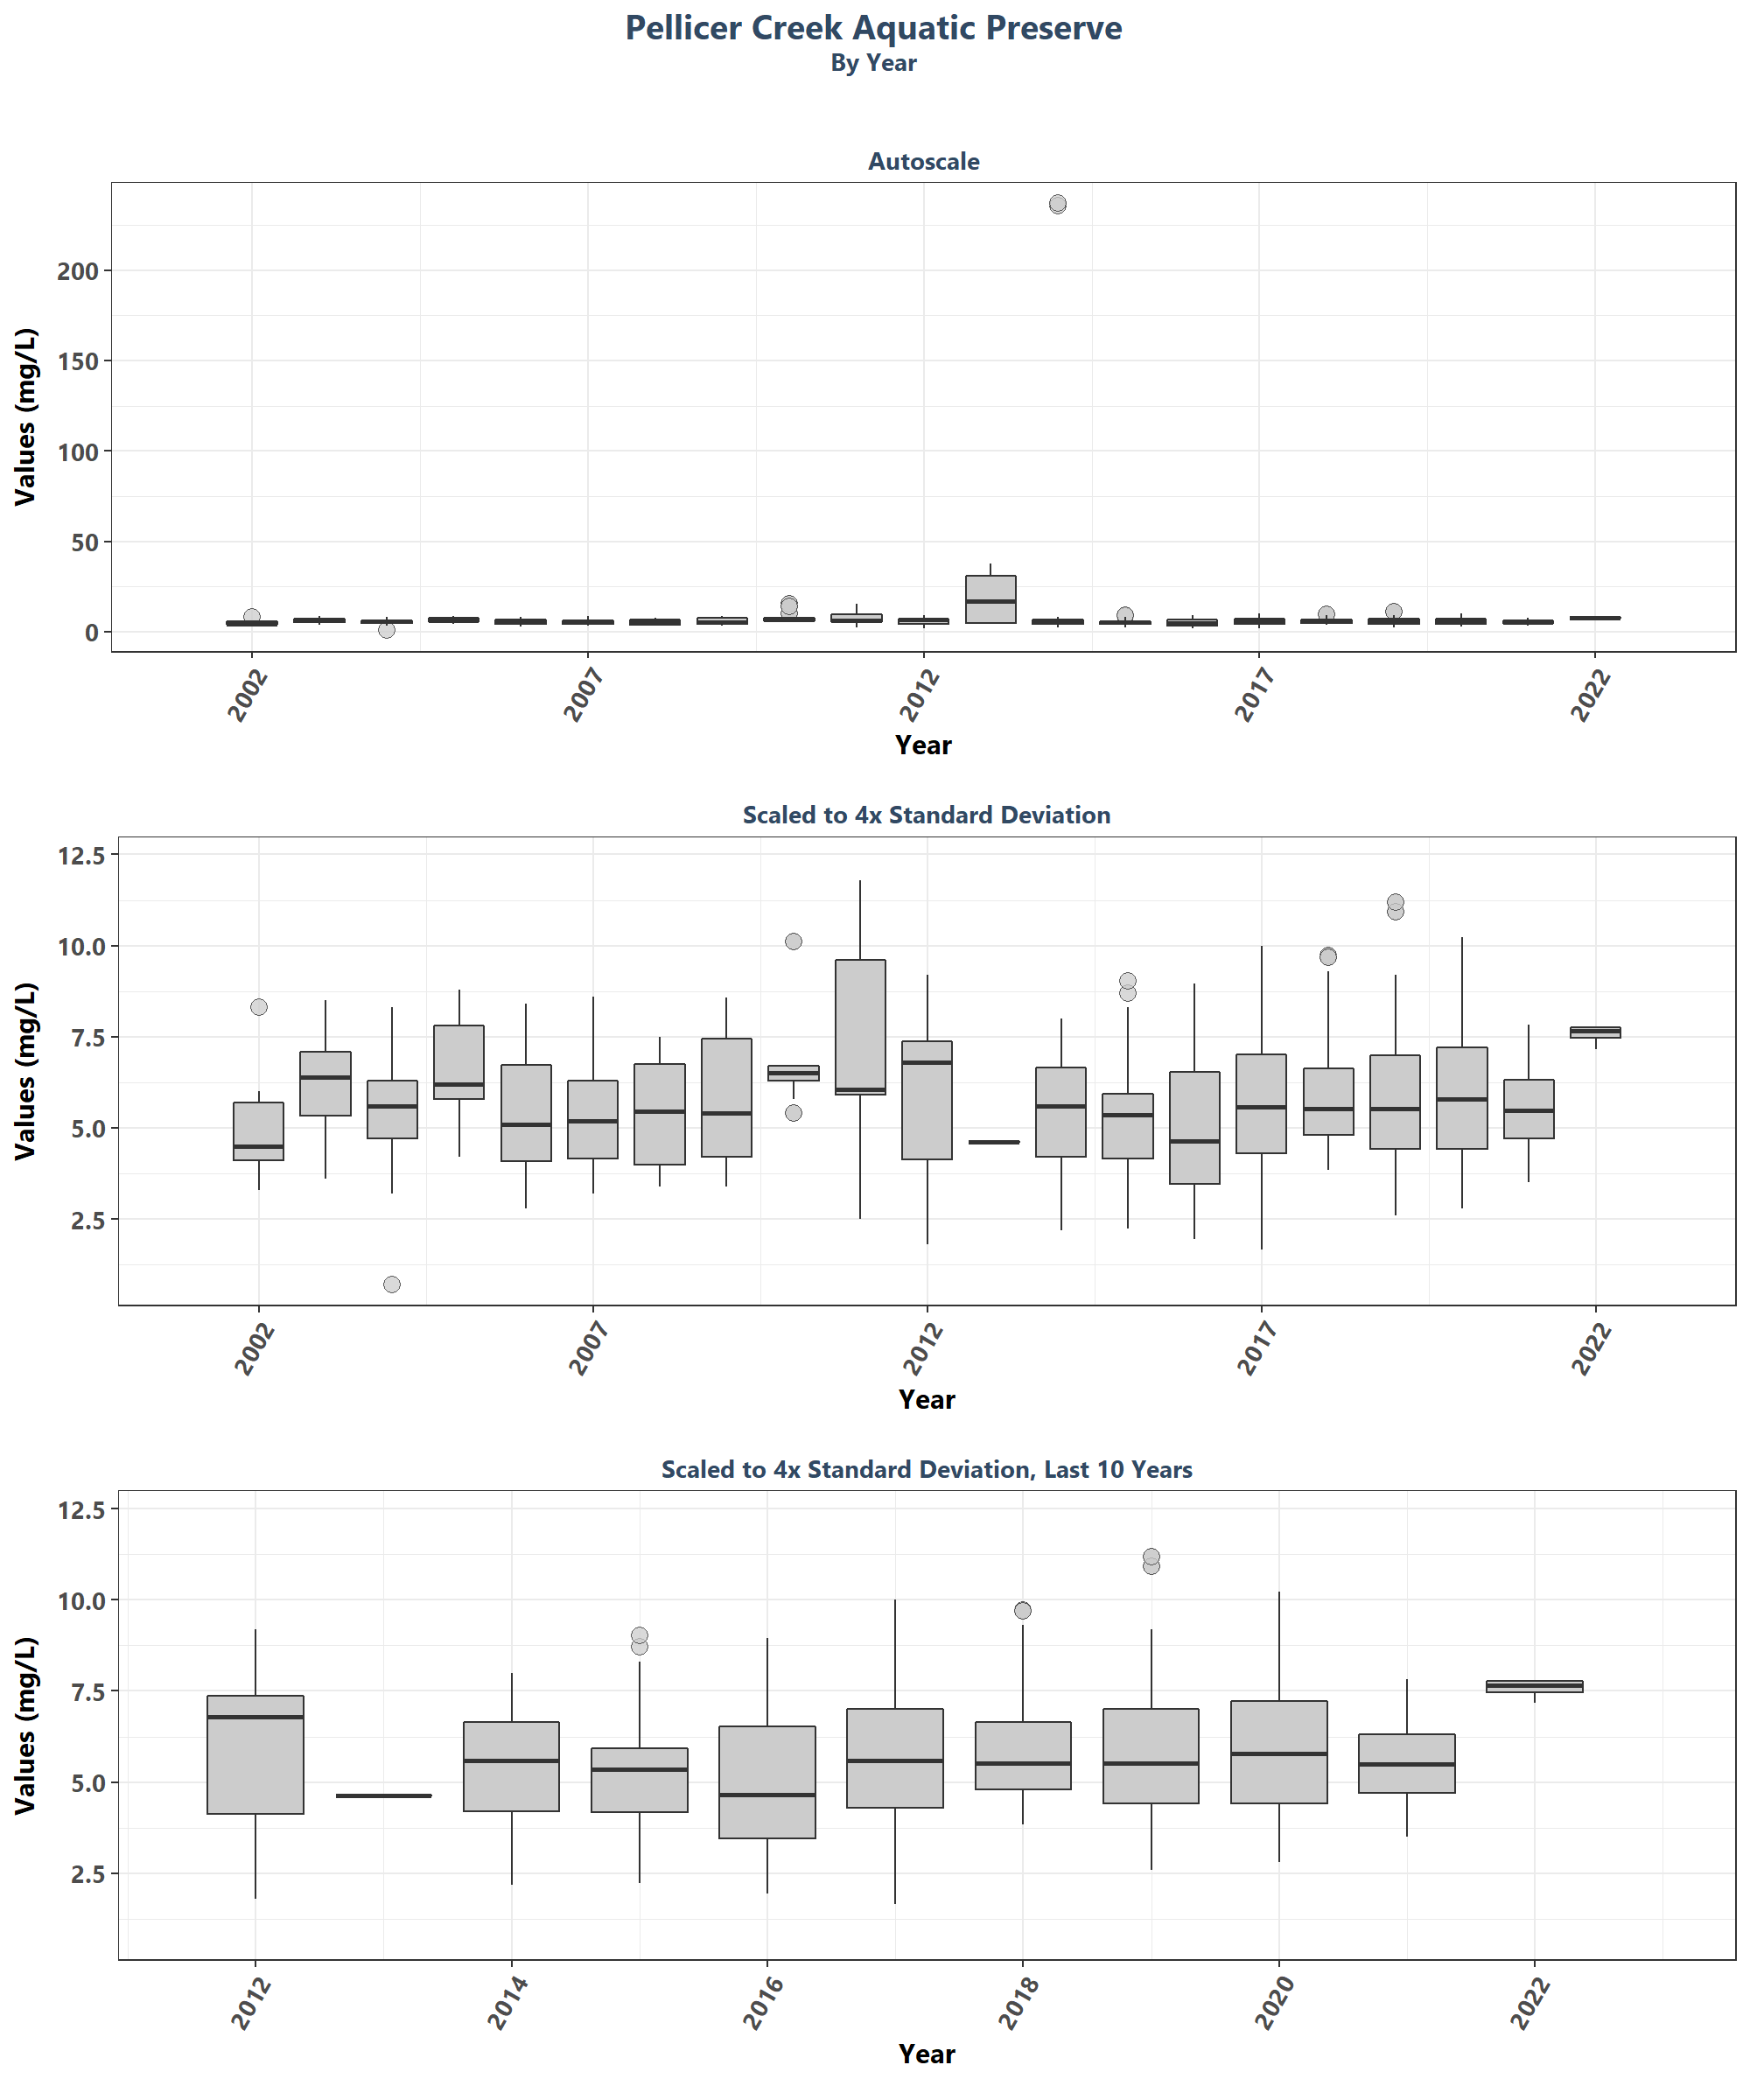 Pellicer Creek Aquatic Preserve
By Year
Autoscale
Values (mg/L)
200
150
100
50
0
2002 2007 2012 2017 2022
Year
Scaled to 4x Standard Deviation
Values (mg/L)
12.5
10.0
7.5
5.0
2.5
2002 2007 2012 2017 2022
Year
Scaled to 4x Standard Deviation, Last 10 Years
Values (mg/L)
12.5
10.0
7.5
5.0
2.5
2012 2014 2016 2018 2020 2022
Year